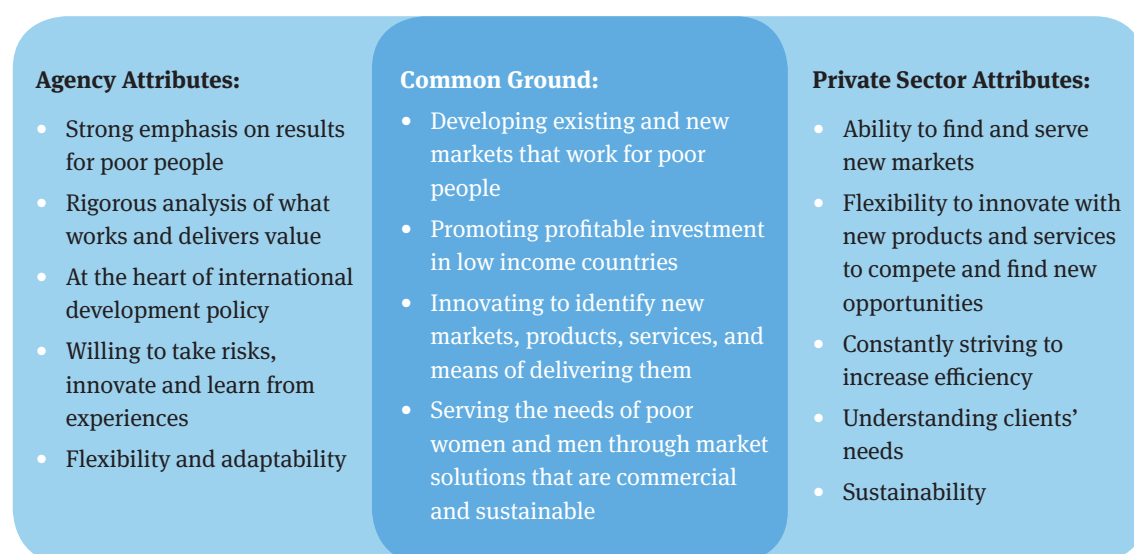 Agency Attributes:
• Strong emphasis on results
for poor people
• Rigorous analysis of what
works and delivers value
• At the heart of international
development policy
• Willing to take risks,
innovate and learn from
experiences
• Flexibility and adaptability
Common Ground:
• Developing existing and new
markets that work for poor
people
• Promoting profitable investment
in low income countries
• Innovating to identify new
markets, products, services, and
means of delivering them
• Serving the needs of poor
women and men through market
solutions that are commercial
and sustainable
Private Sector Attributes:
• Ability to find and serve
new markets
• Flexibility to innovate with
new products and services
to compete and find new
opportunities
• Constantly striving to
increase efficiency
• Understanding clients’
needs
• Sustainability